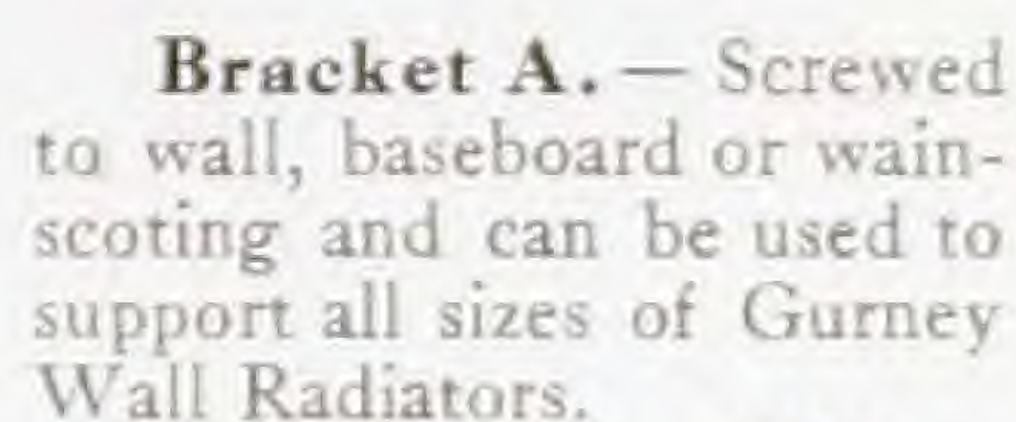 Bracket A. — Screwed
to wall, baseboard or wain-
scoting and can be used to
support all sizes of Gurney
Wall Radiators.